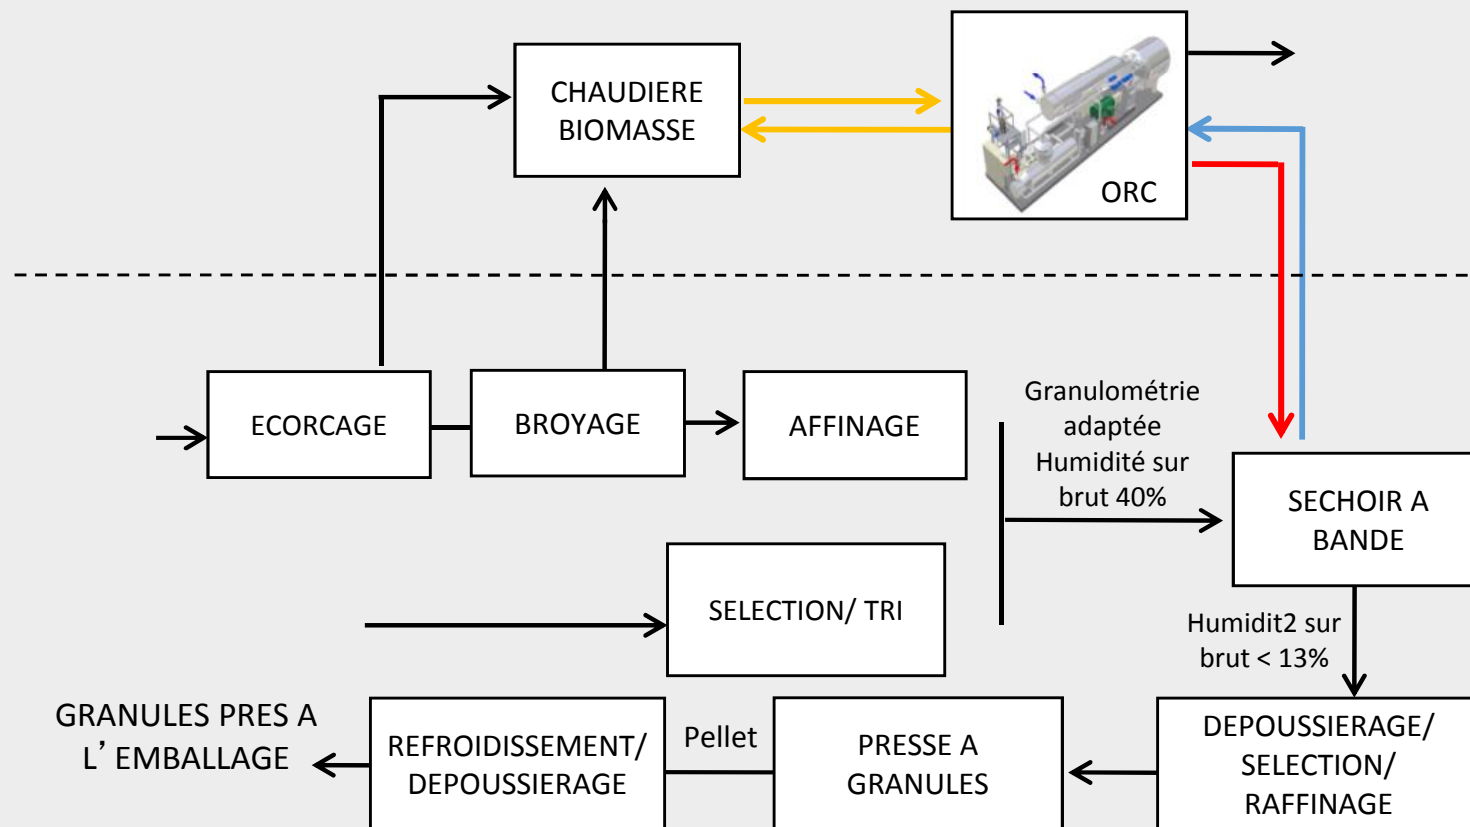 CHAUDIERE
BIOMASSE
ORC
ECORCAGE
BROYAGE
AFFINAGE
Granulométrie
adaptée
Humidité sur
brut 40%
SECHOIR A
BANDE
SELECTION/ TRI
Humidit2 sur
brut < 13%
GRANULES PRES A
L’ EMBALLAGE
REFROIDISSEMENT/
DEPOUSSIERAGE
Pellet
PRESSE A
GRANULES
DEPOUSSIERAGE/
SELECTION/
RAFFINAGE